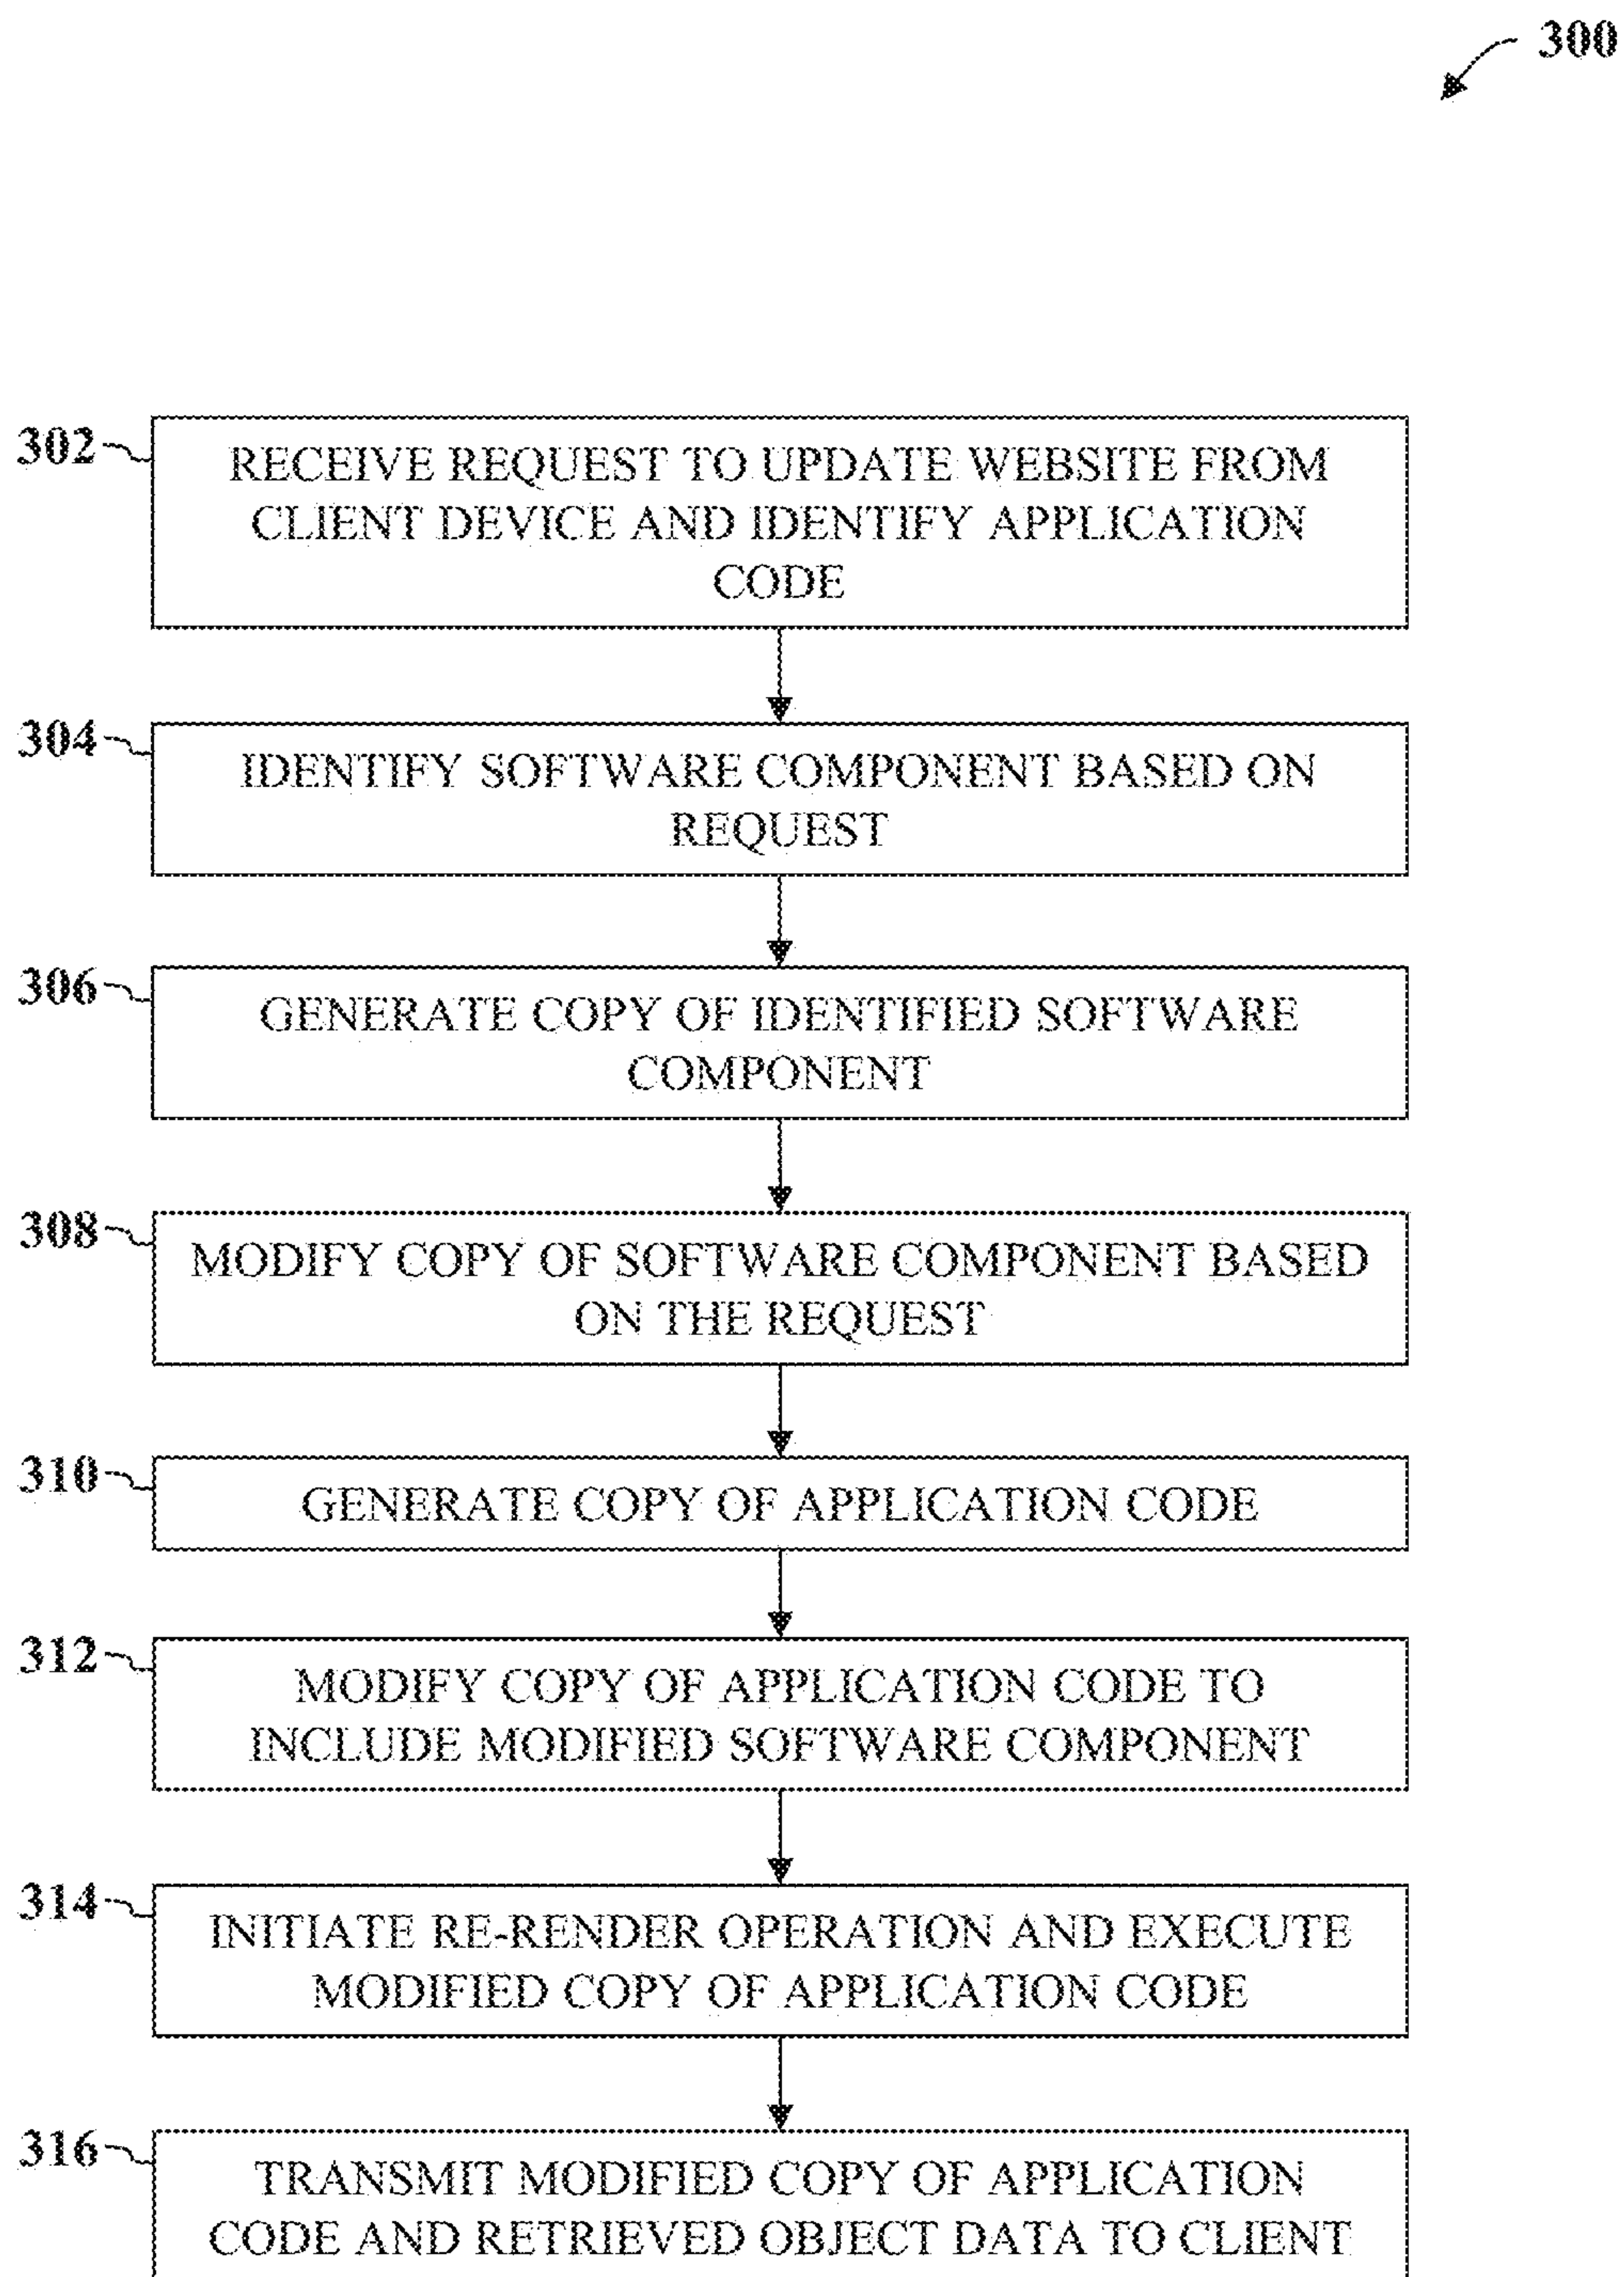 300
302
RECEIVE REQUEST TO UPDATE WEBSITE FROM
CLIENT DEVICE AND IDENTIFY APPLICATION
CODE
304
IDENTIFY SOFTWARE COMPONENT BASED ON
REQUEST
306
GENERATE COPY OF IDENTIFIED SOFTWARE
COMPONENT
308
MODIFY COPY OF SOFTWARE COMPONENT BASED
ON THE REQUEST
310
GENERATE COPY OF APPLICATION CODE
312
MODIFY COPY OF APPLICATION CODE TO
INCLUDE MODIFIED SOFTWARE COMPONENT
314
INITIATE RE-RENDER OPERATION AND EXECUTE
MODIFIED COPY OF APPLICATION CODE
316
TRANSMIT MODIFIED COPY OF APPLICATION
CODE AND RETRIEVED OBJECT DATA TO CLIENT